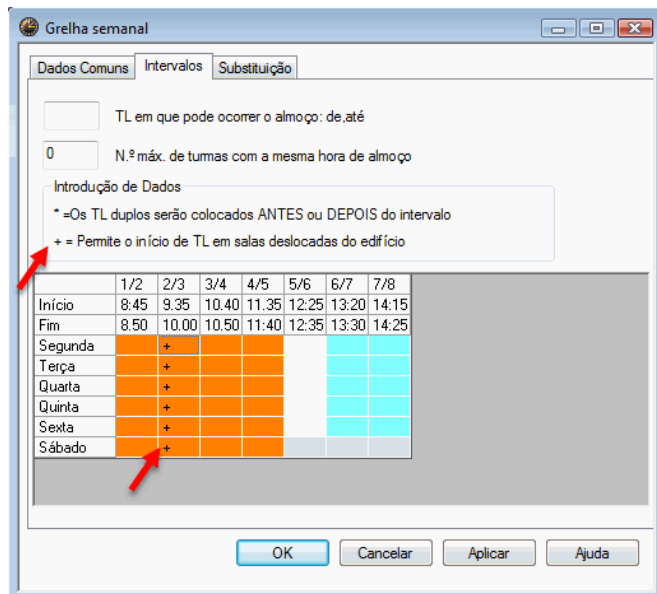 Grelha semanal
Dados Comuns Intervalos Substituição
TL em que pode ocorrer o almoço: de,até
0 N.º máx. de turmas com a mesma hora de almoço
Introdução de Dados
* =Os TL duplos serão colocados ANTES ou DEPOIS do intervalo
+ = Permite o início de TL em salas deslocadas do edifício
1/2 2/3 3/4 4/5 5/6 6/7 7/8
Início 8:45 9.35 10.40 11.35 12:25 13:20 14:15
Fim 8.50 10.00 10.50 11:40 12:35 13:30 14:25
Segunda +
Terça +
Quarta +
Quinta +
Sexta +
Sábado +
OK Cancelar Aplicar Ajuda